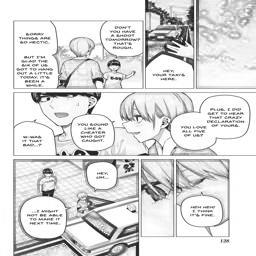 HEY,
YOUR TAXI'S
HERE.
DON'T YOU
HAVE
A SHOOT
TOMORROW?
THAT'S
ROUGH.
SORRY
THINGS ARE
SO HECTIC.
BUT I'M
GLAD THE
SIX OF US
GOT TO HANG
OUT A LITTLE
TODAY. IT'S
BEEN A
WHILE.
PLUS, I DID
GET TO HEAR
THAT CRAZY
DECLARATION
OF YOURS.
YOU LOVE
ALL FIVE
OF US?
YOU SOUND
LIKE A
CHEATER
WHO GOT
CAUGHT.
W-WAS
IT THAT
BAD...?
HEY,
UM...
...I MIGHT
NOT BE
ABLE TO
MAKE IT
NEXT TIME.
HEH HEH!
I THINK
IT'S FINE.
128